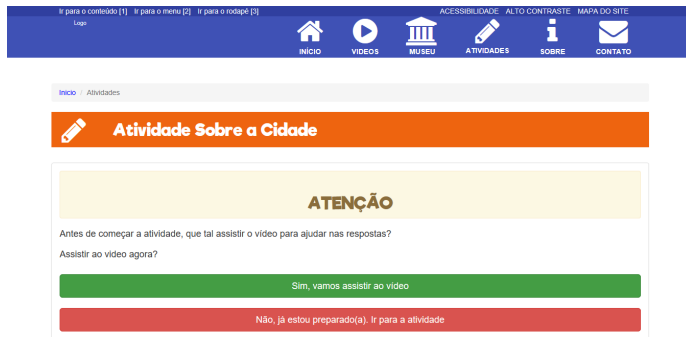 Ir para o conteúdo [1] Ir para o menu [2] Ir para o rodapé [3] ACESSIBILIDADE ALTO CONTRASTE MAPA DO SITE
Logo
INÍCIO VIDEOS MUSEU ATIVIDADES SOBRE CONTATO
Inicio / Atividades
Atividade Sobre a Cidade
ATENÇÃO
Antes de começar a atividade, que tal assistir o vídeo para ajudar nas respostas?
Assistir ao video agora?
Sim, vamos assistir ao vídeo
Não, já estou preparado(a). Ir para a atividade